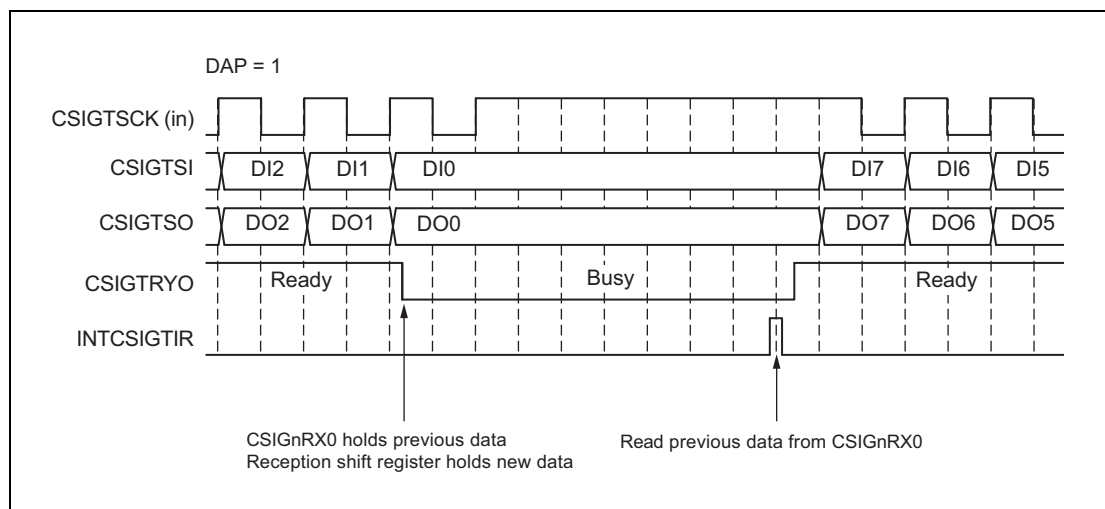 DAP = 1
CSIGTSCK (in)
CSIGTSI DI2 DI1 DI0 DI7 DI6 DI5
CSIGTSO DO2 DO1 DO0 DO7 DO6 DO5
CSIGTRYO Ready Busy Ready
INTCSIGTIR
CSIGnRX0 holds previous data
Reception shift register holds new data
Read previous data from CSIGnRX0